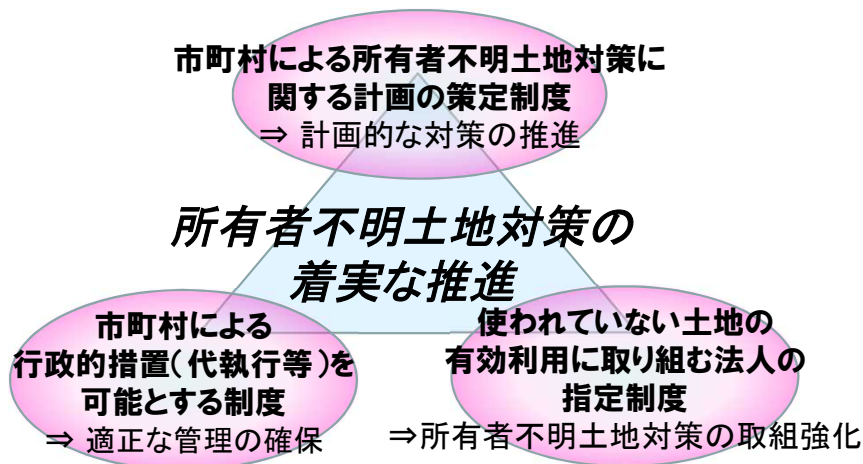 市町村による所有者不明土地対策に
関する計画の策定制度
⇒ 計画的な対策の推進
所有者不明土地対策の
着実な推進
市町村による
行政的措置(代執行等)を
可能とする制度
⇒ 適正な管理の確保
使われていない土地の
有効利用に取り組む法人の
指定制度
⇒所有者不明土地対策の取組強化